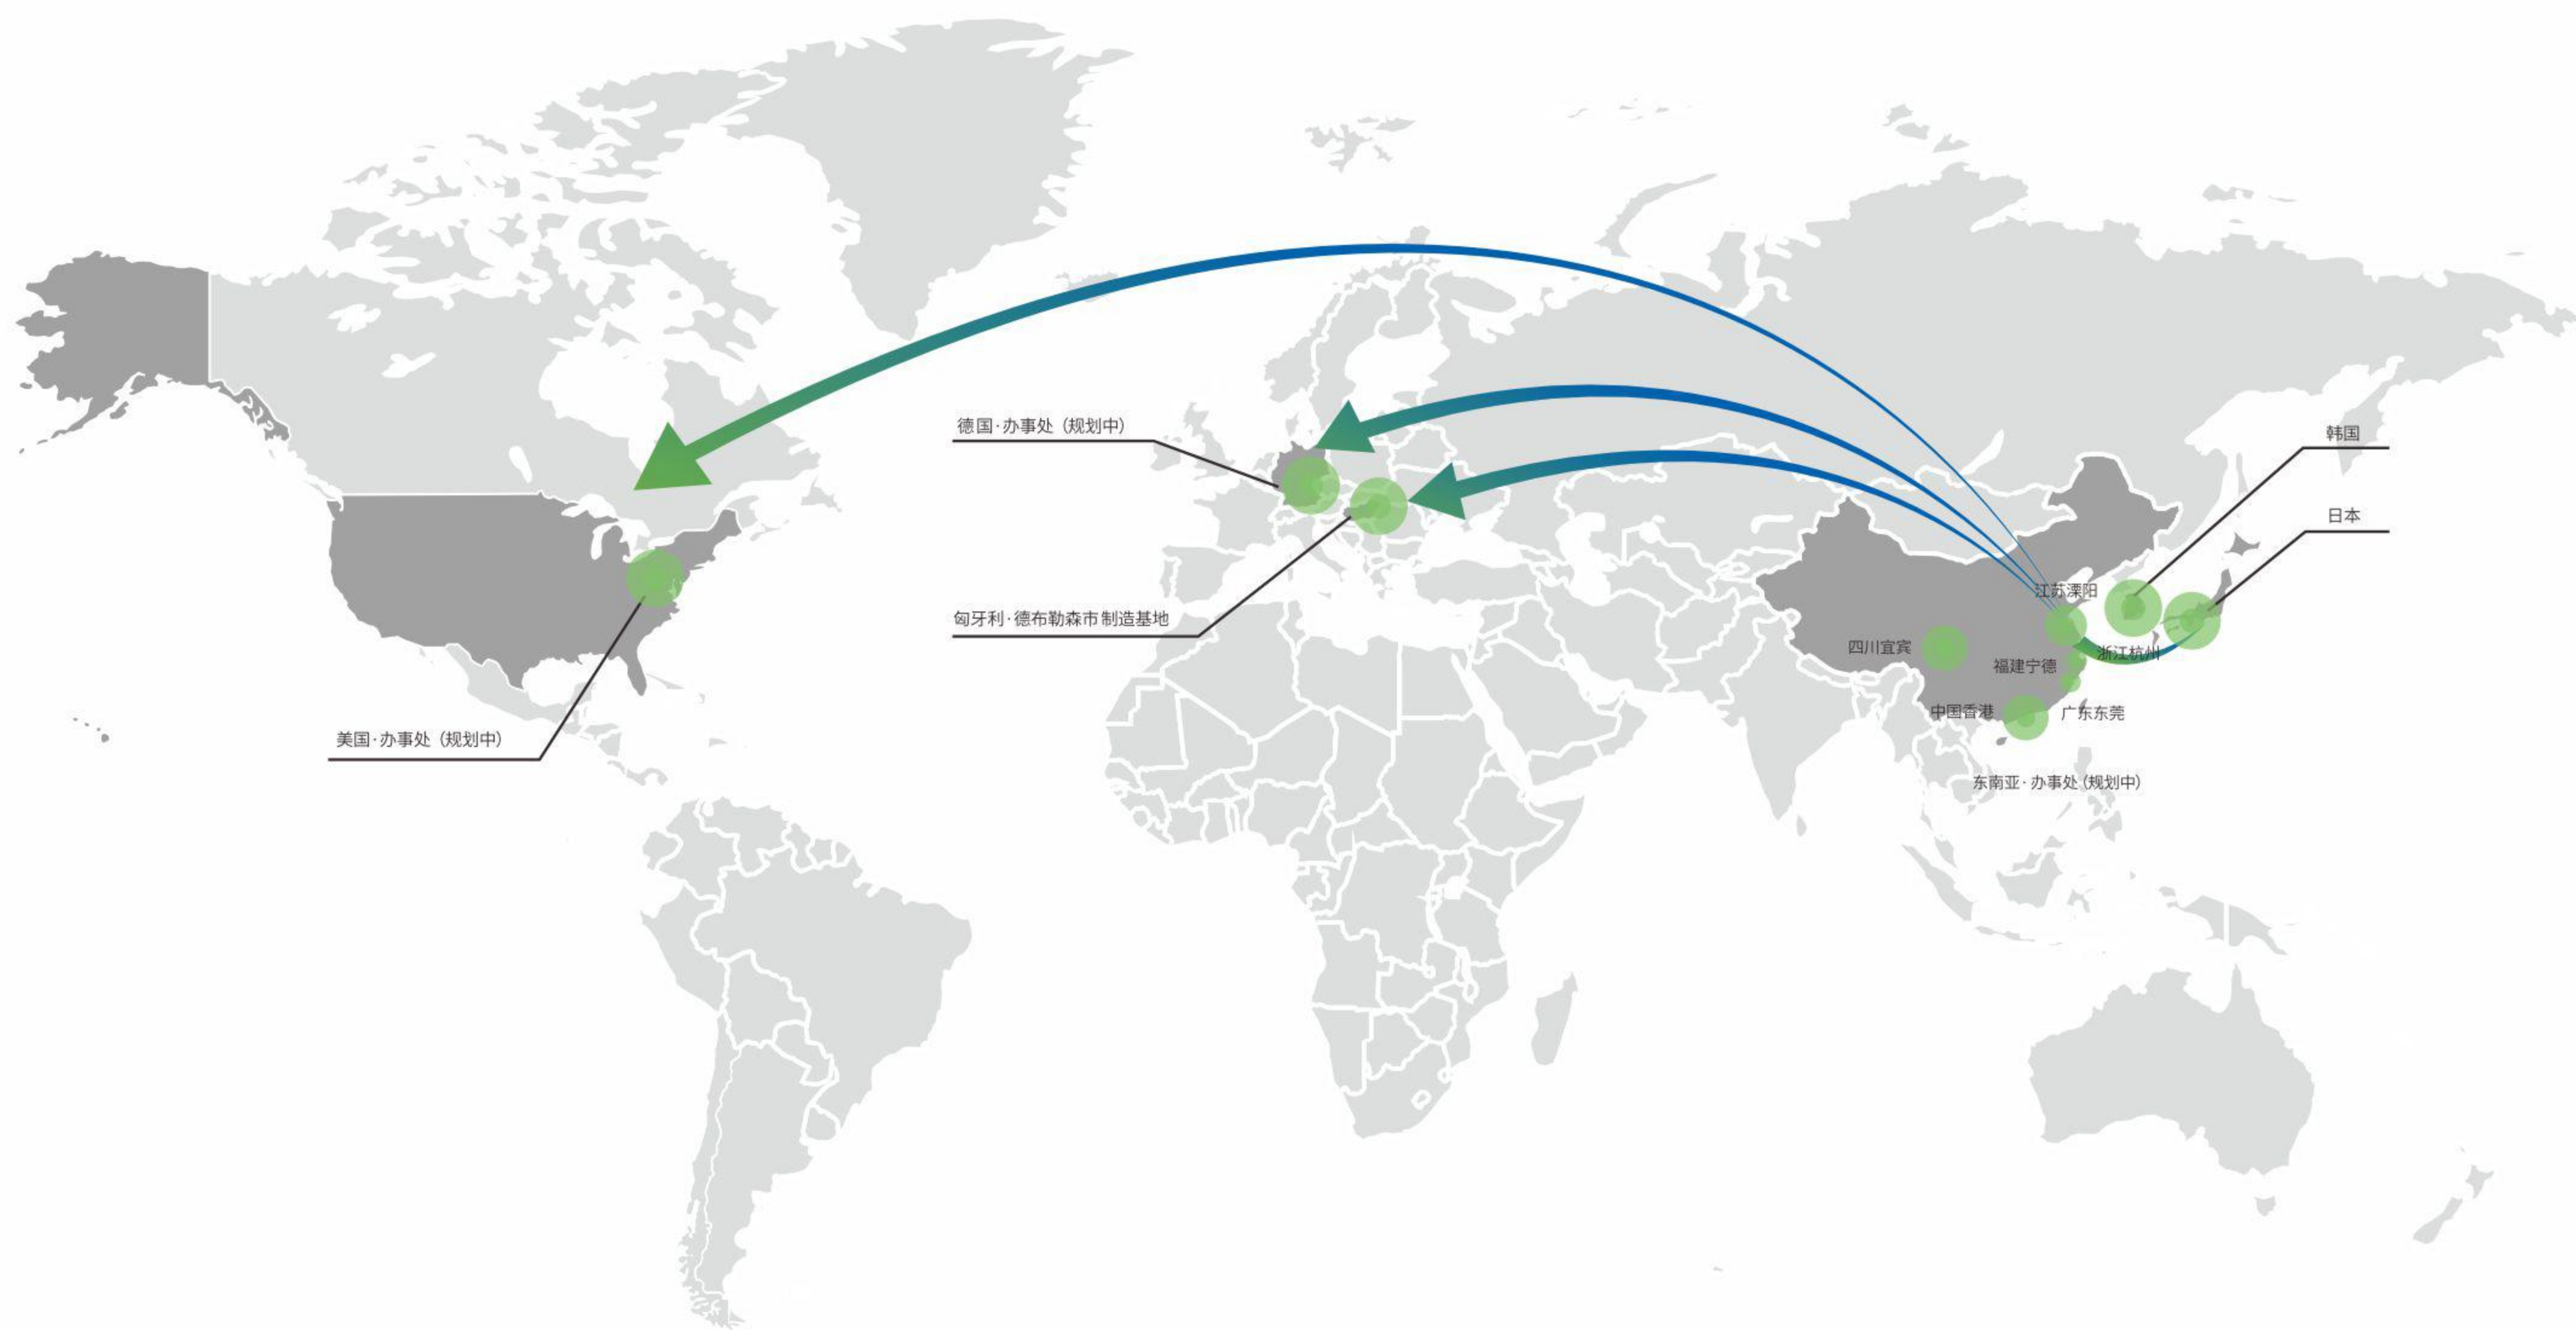 德国·办事处（规划中）
韩国
日本
江苏溧阳
匈牙利·德布勒森市制造基地
四川宜宾
浙江杭州
福建宁德
中国香港
广东东莞
美国·办事处（规划中）
东南亚·办事处（规划中）